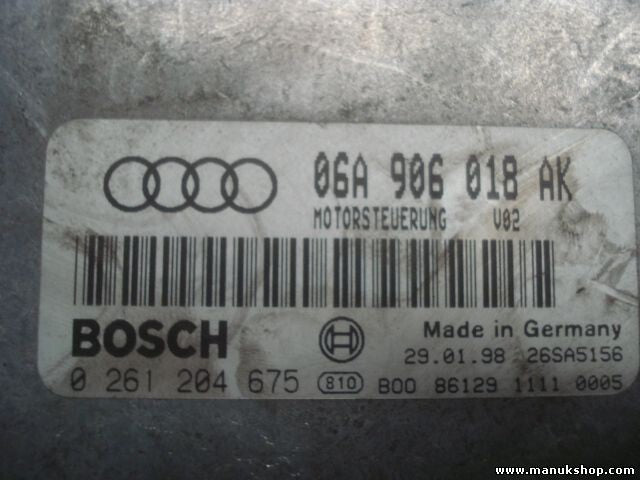 06A 906 018 AK
MOTORSTEUERUNG V02
BOSCH
Made in Germany
29.01.98 26SA5156
0 261 204 675 810 B00 86129 1111 0005
www.manukshop.com